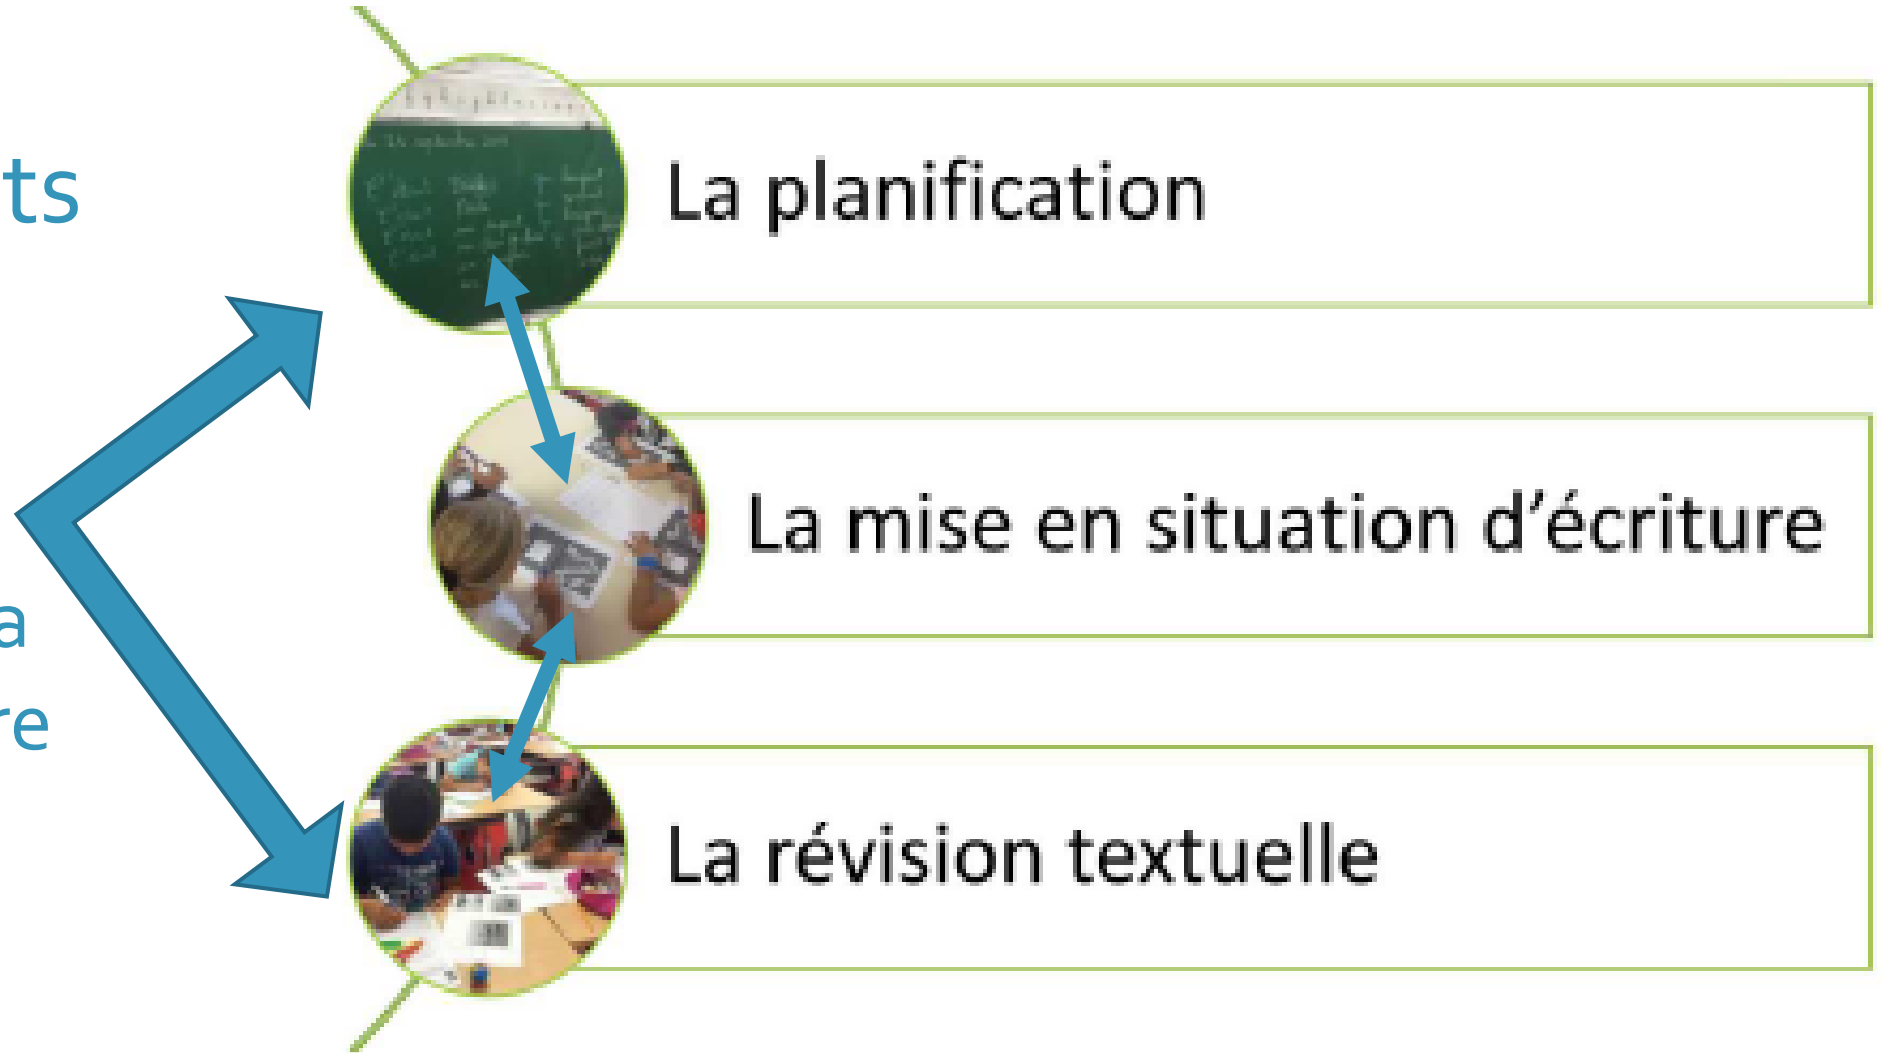 ts
La planification
La mise en situation d’écriture
a
re
La révision textuelle